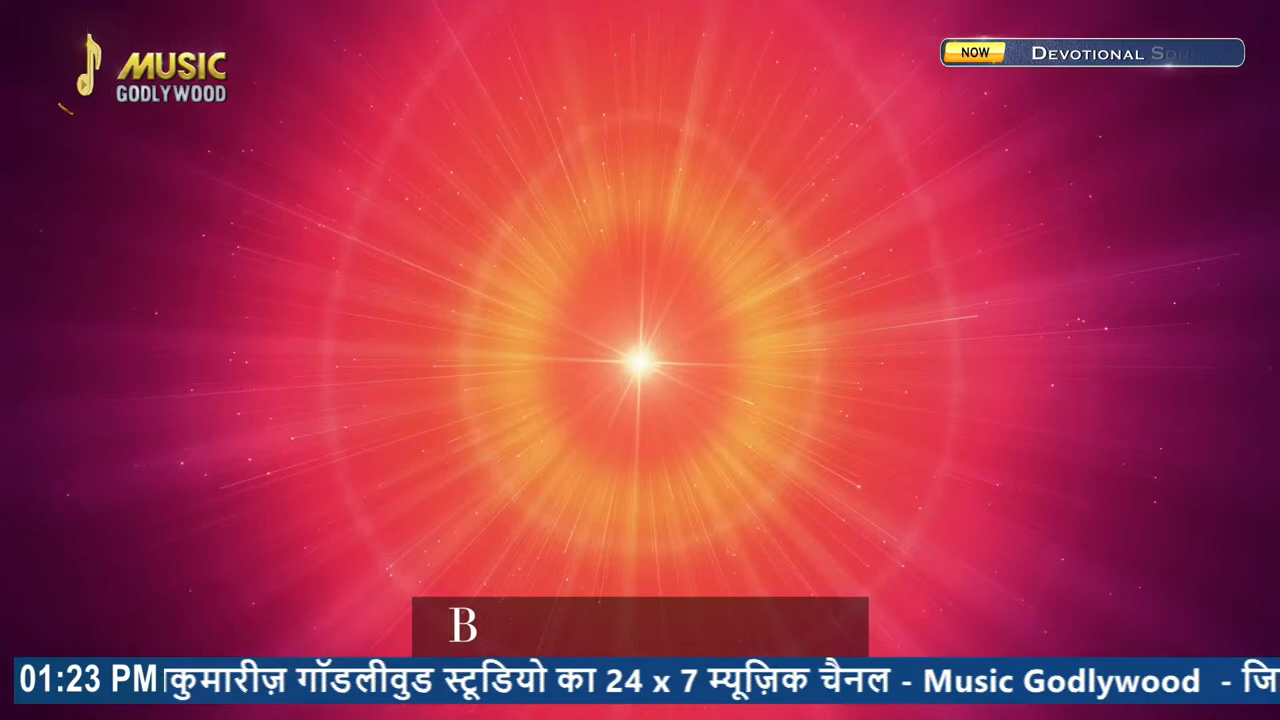 MUSIC
GODLYWOOD
NOW DEVOTIONAL
B
01:23 PM कुमारीज़ गॉडलीवुड स्टूडियो का 24 x 7 म्यूज़िक चैनल - Music Godlywood - जि